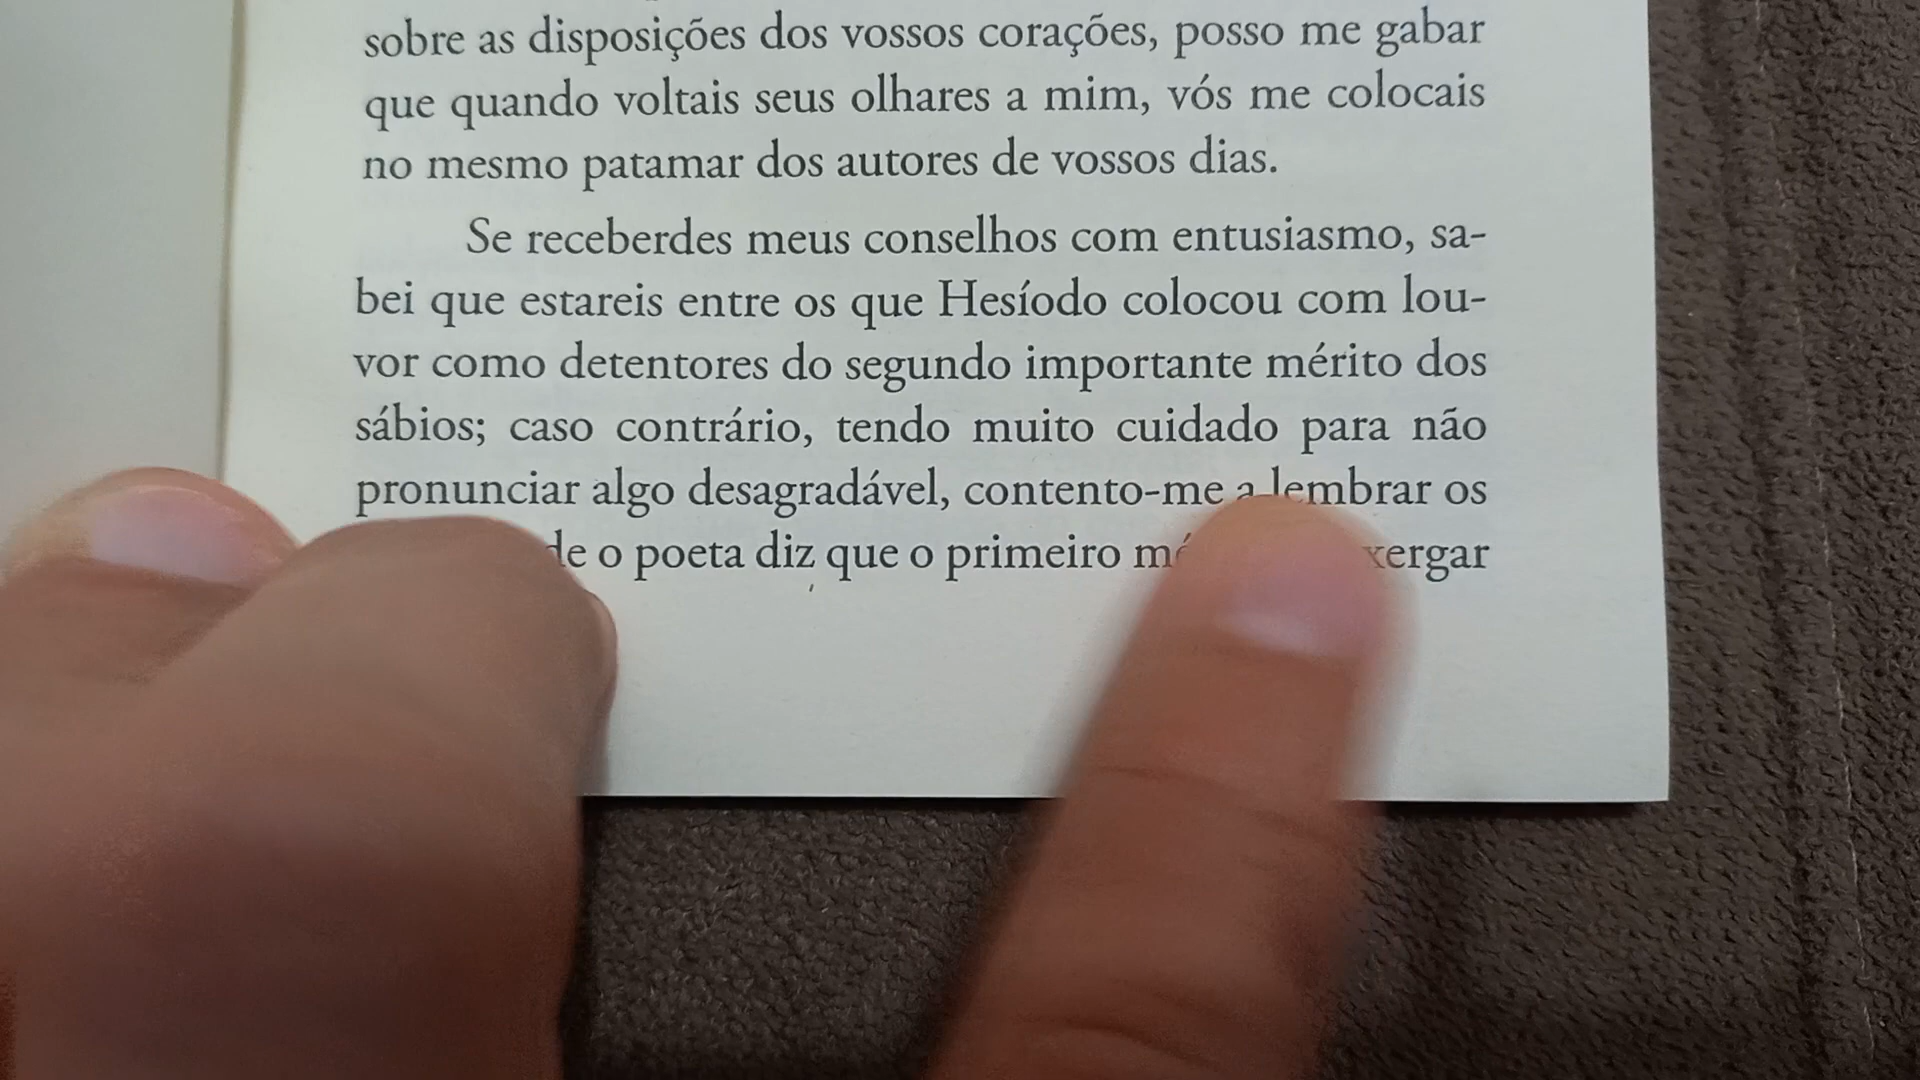 sobre as disposições dos vossos corações, posso me gabar
que quando voltais seus olhares a mim, vós me colocais
no mesmo patamar dos autores de vossos dias.
Se receberdes meus conselhos com entusiasmo, sa-
bei que estareis entre os que Hesíodo colocou com lou-
vor como detentores do segundo importante mérito dos
sábios; caso contrário, tendo muito cuidado para não
pronunciar algo desagradável, contento-me a lembrar os
o poeta diz que o primeiro